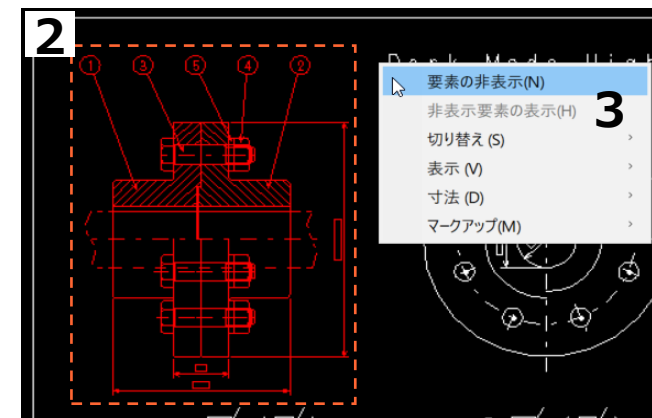 2
① ③ ⑤ ④ ②
Dark Mode High
要素の非表示(N)
非表示要素の表示(H)
3
切り替え (S)
表示 (V)
寸法 (D)
マークアップ(M)